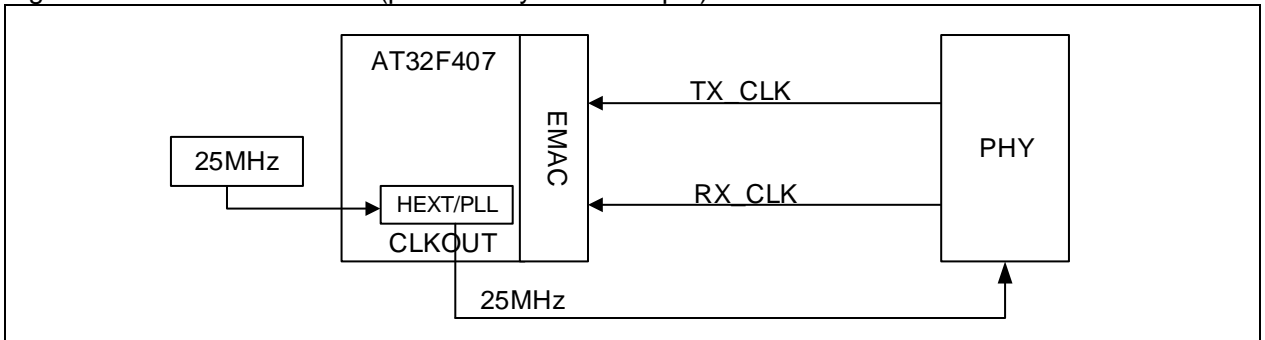 AT32F407
TX_CLK
EMAC
PHY
25MHz
HEXT/PLL
RX_CLK
CLKOUT
25MHz